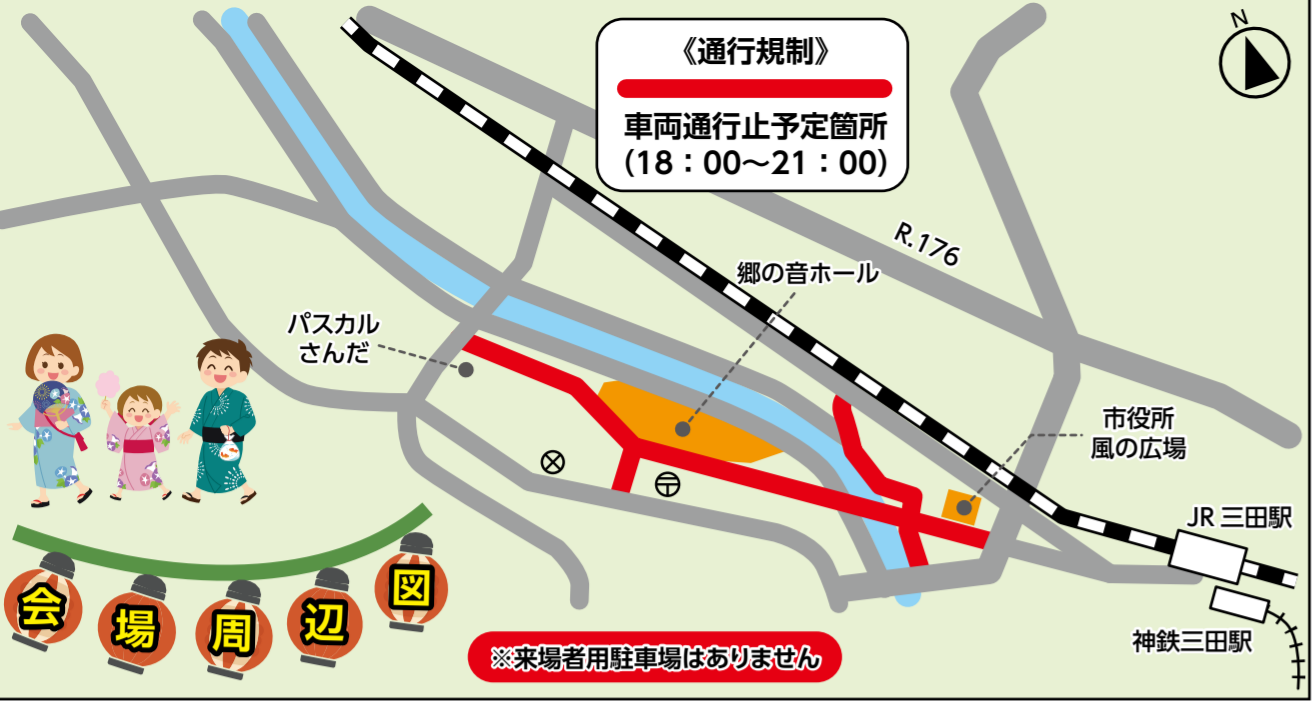 《通行規制》
車両通行止予定箇所
(18：00～21：00)
N
R.176
郷の音ホール
パスカル
さんだ
市役所
風の広場
JR 三田駅
神鉄三田駅
会場周辺図
※来場者用駐車場はありません